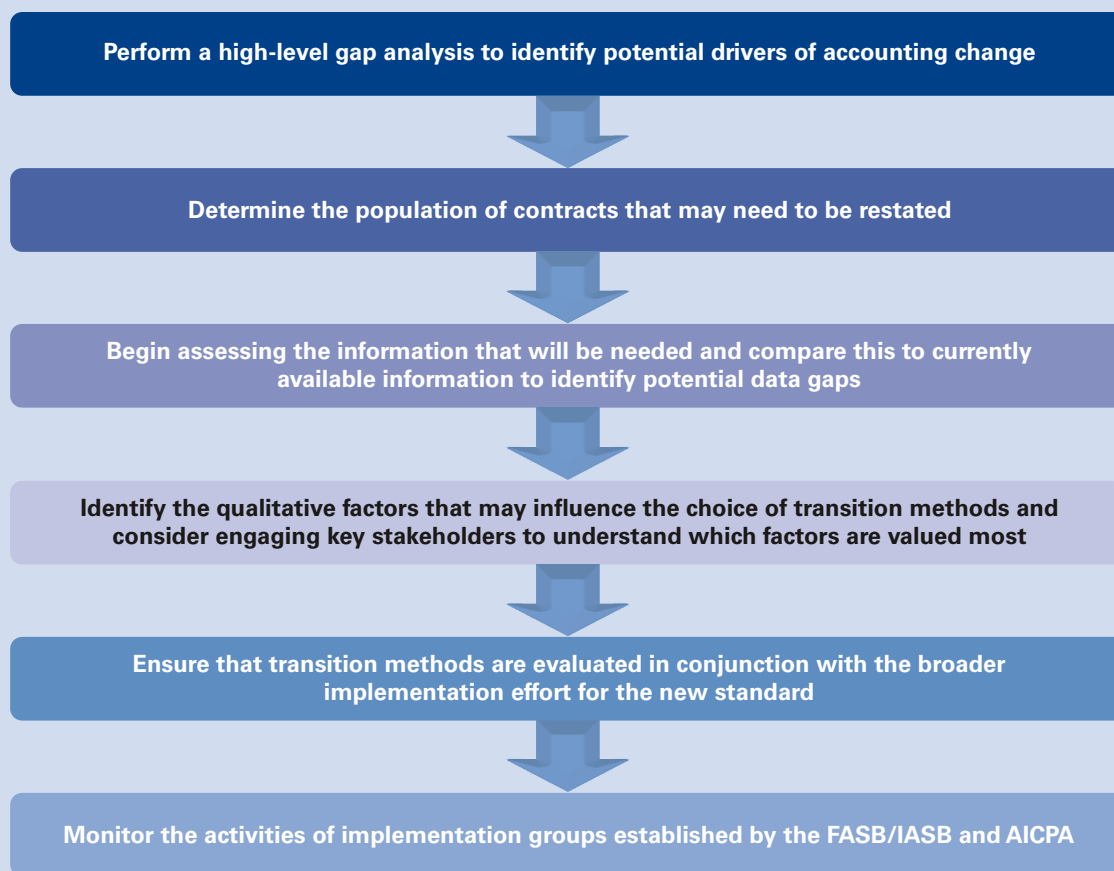 Perform a high-level gap analysis to identify potential drivers of accounting change
Determine the population of contracts that may need to be restated
Begin assessing the information that will be needed and compare this to currently
available information to identify potential data gaps
Identify the qualitative factors that may influence the choice of transition methods and
consider engaging key stakeholders to understand which factors are valued most
Ensure that transition methods are evaluated in conjunction with the broader
implementation effort for the new standard
Monitor the activities of implementation groups established by the FASB/IASB and AICPA